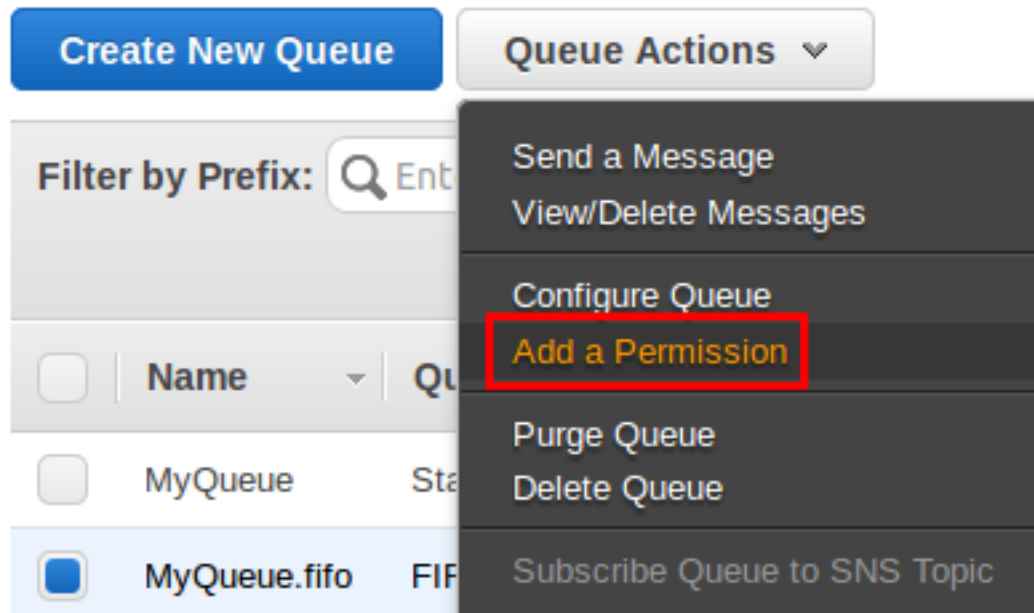 Create New Queue
Queue Actions
Filter by Prefix:
Send a Message
View/Delete Messages
Configure Queue
Add a Permission
Name
Purge Queue
MyQueue
Delete Queue
MyQueue.fifo
Subscribe Queue to SNS Topic